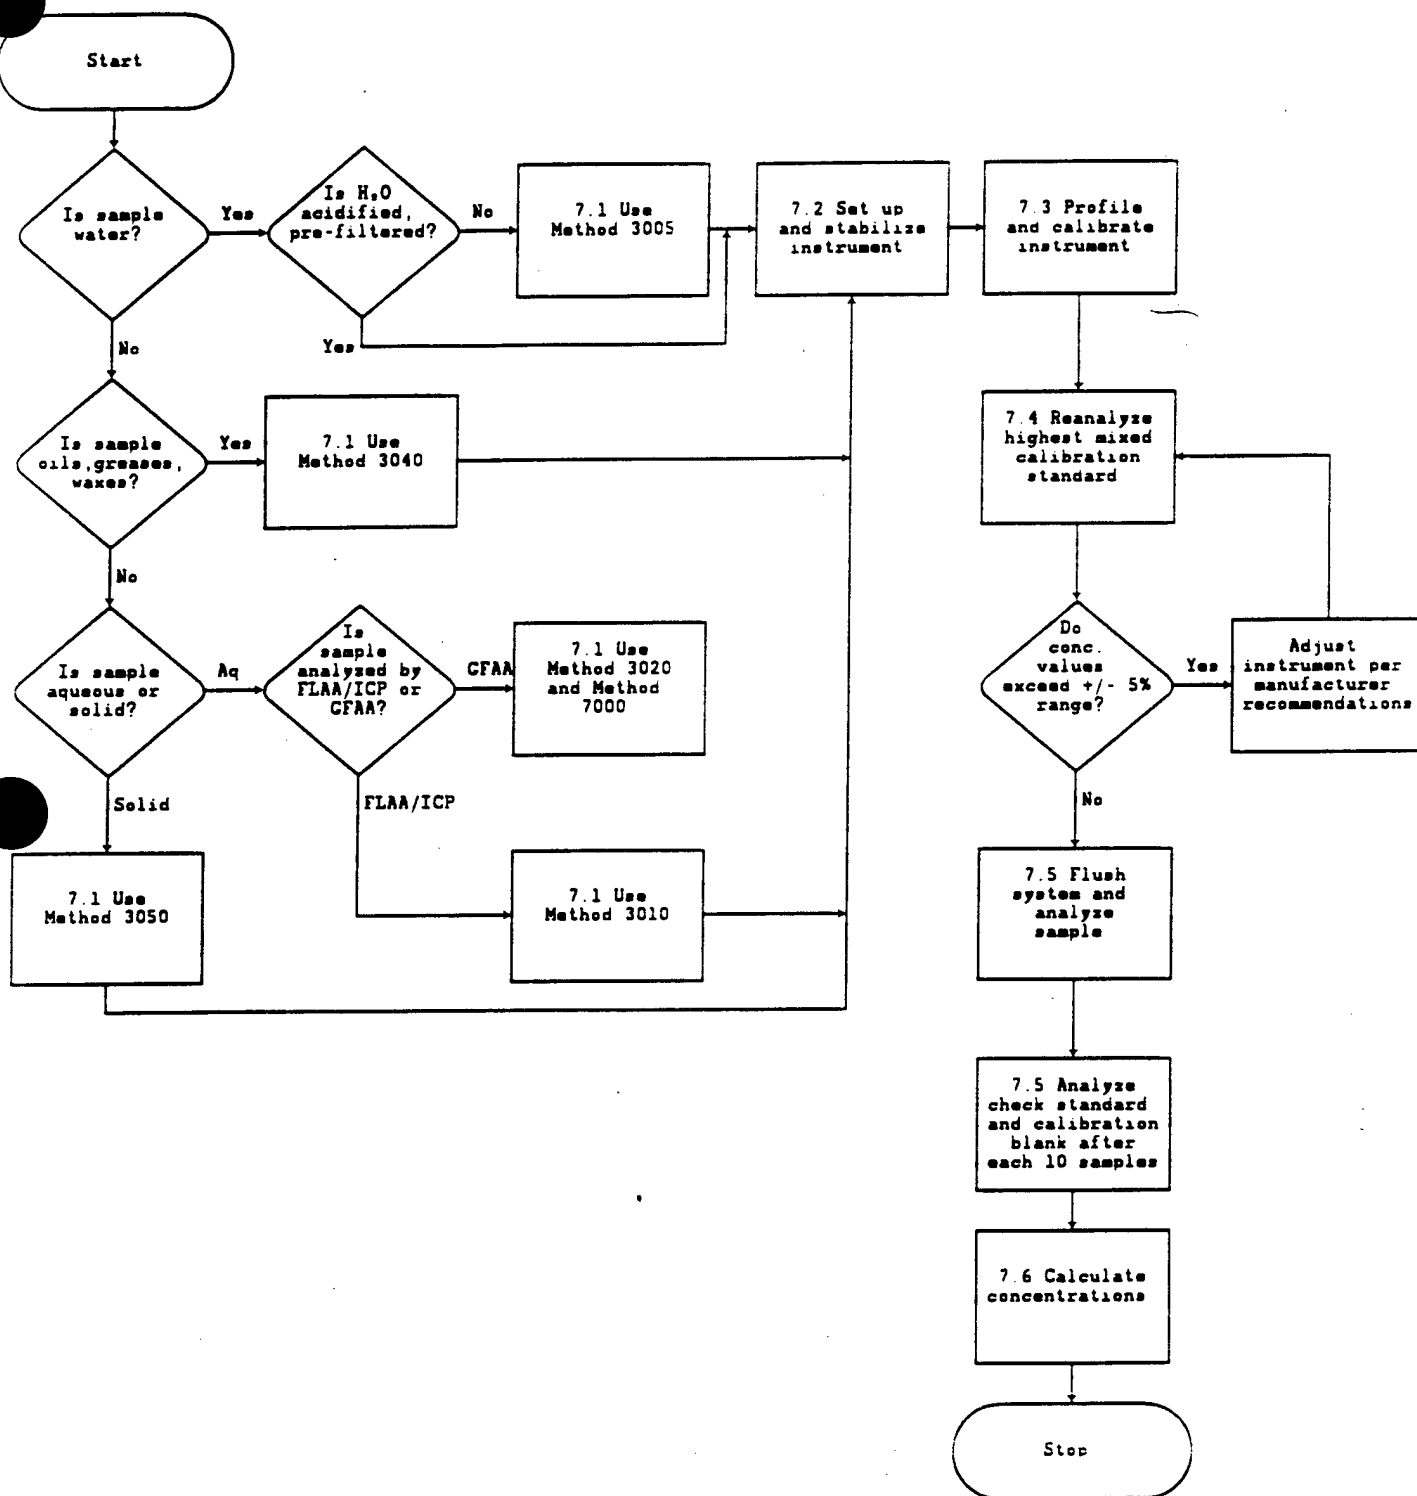 Start
Is sample
water?
Yes
Is H₂O
acidified,
pre-filtered?
No
7.1 Use
Method 3005
7.2 Set up
and stabilize
instrument
7.3 Profile
and calibrate
instrument
Yes
No
Is sample
oils,greases,
waxes?
Yes
7.1 Use
Method 3040
7.4 Reanalyze
highest mixed
calibration
standard
No
Is sample
aqueous or
solid?
Aq
Is
sample
analyzed by
FLAA/ICP or
GFAA?
GFAA
7.1 Use
Method 3020
and Method
7000
Do
conc.
values
exceed +/- 5%
range?
Yes
Adjust
instrument per
manufacturer
recommendations
Solid
FLAA/ICP
No
7.1 Use
Method 3050
7.1 Use
Method 3010
7.5 Flush
system and
analyze
sample
7.5 Analyze
check standard
and calibration
blank after
each 10 samples
7.6 Calculate
concentrations
Stop